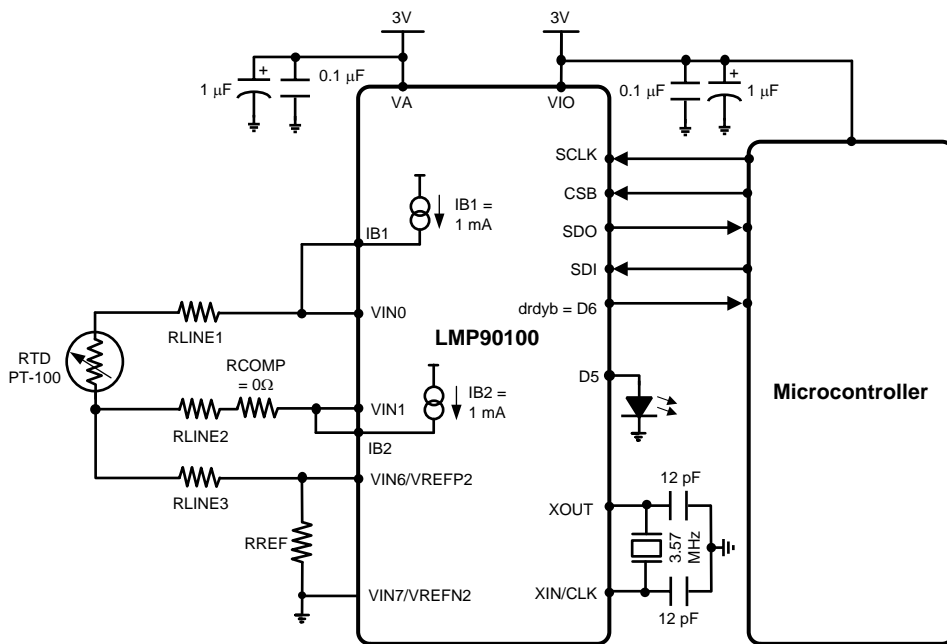 3V
3V
1 µF
+
0.1 µF
0.1 µF
+
1 µF
VA
VIO
SCLK
CSB
SDO
SDI
drdyb = D6
IB1 =
1 mA
IB1
VIN0
RLINE1
LMP90100
RTD
PT-100
RCOMP
= 0Ω
IB2 =
1 mA
VIN1
IB2
RLINE2
D5
Microcontroller
RLINE3
VIN6/VREFP2
12 pF
XOUT
3.57
MHz
RREF
VIN7/VREFN2
XIN/CLK
12 pF